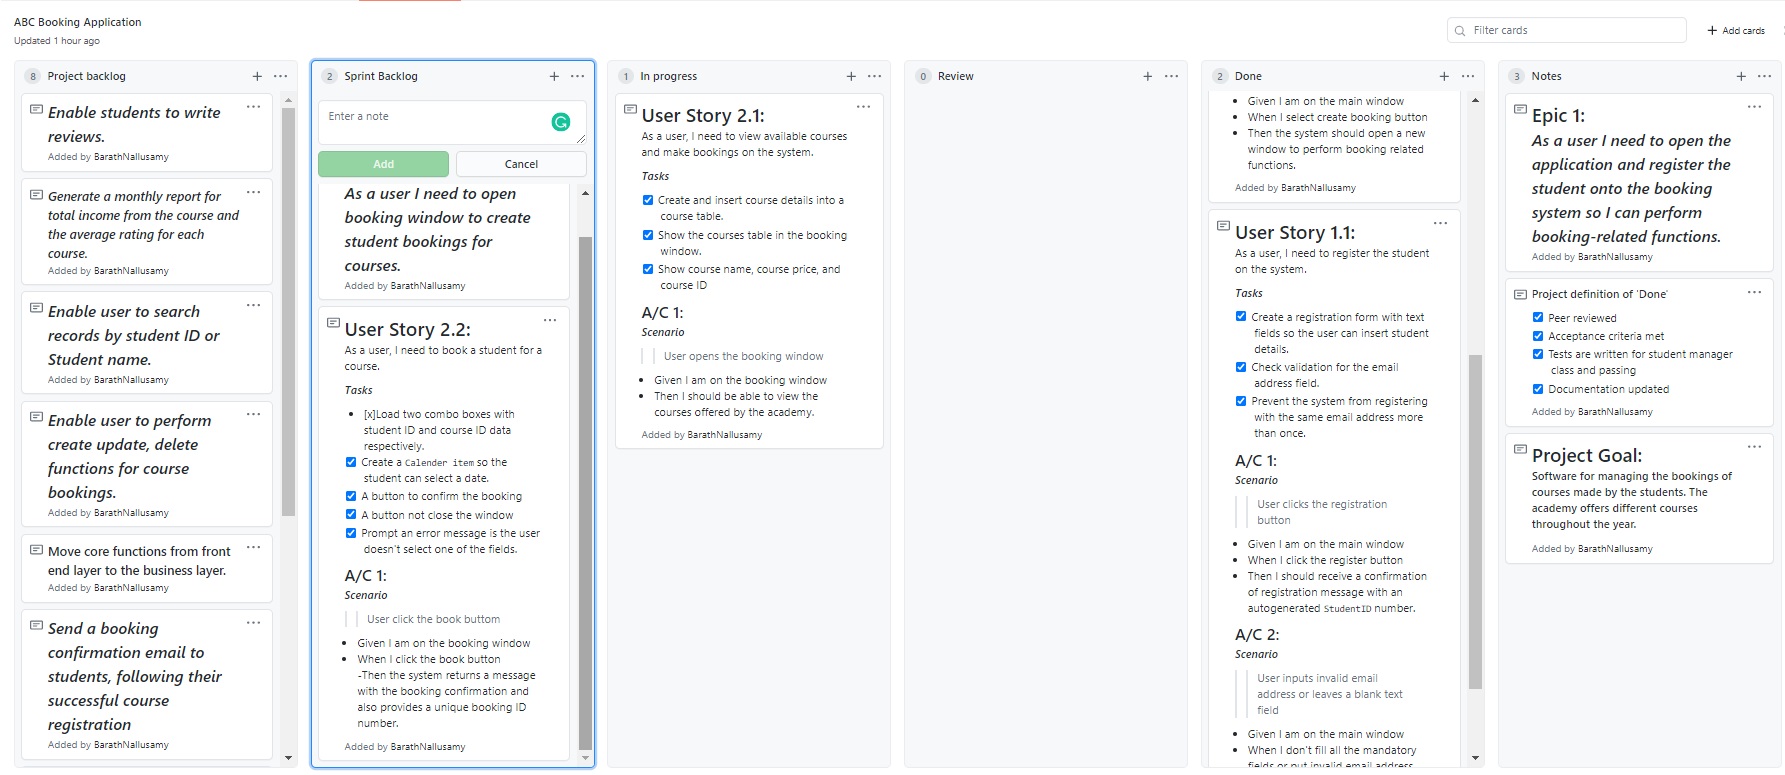 ABC Booking Application
Updated 1 hour ago
Filter cards
+ Add cards
8 Project backlog
Enable students to write
reviews.
Added by BarathNallusamy
Generate a monthly report for
total income from the course and
the average rating for each
course.
Added by BarathNallusamy
Enable user to search
records by student ID or
Student name.
Added by BarathNallusamy
Enable user to perform
create update, delete
functions for course
bookings.
Added by BarathNallusamy
Move core functions from front
end layer to the business layer.
Added by BarathNallusamy
Send a booking
confirmation email to
students, following their
successful course
registration
Added by BarathNallusamy
2 Sprint Backlog
Enter a note
Add
Cancel
As a user I need to open
booking window to create
student bookings for
courses.
Added by BarathNallusamy
User Story 2.2:
As a user, I need to book a student for a
course.
Tasks
[x]Load two combo boxes with
student ID and course ID data
respectively.
Create a Calender item so the
student can select a date.
A button to confirm the booking
A button not close the window
Prompt an error message is the user
doesn't select one of the fields.
A/C 1:
Scenario
User click the book buttom
Given I am on the booking window
When I click the book button
-Then the system returns a message
with the booking confirmation and
also provides a unique booking ID
number.
Added by BarathNallusamy
1 In progress
User Story 2.1:
As a user, I need to view available courses
and make bookings on the system.
Tasks
Create and insert course details into a
course table.
Show the courses table in the booking
window.
Show course name, course price, and
course ID
A/C 1:
Scenario
User opens the booking window
Given I am on the booking window
Then I should be able to view the
courses offered by the academy.
Added by BarathNallusamy
0 Review
2 Done
Given I am on the main window
When I select create booking button
Then the system should open a new
window to perform booking related
functions.
Added by BarathNallusamy
User Story 1.1:
As a user, I need to register the student
on the system.
Tasks
Create a registration form with text
fields so the user can insert student
details.
Check validation for the email
address field.
Prevent the system from registering
with the same email address more
than once.
A/C 1:
Scenario
User clicks the registration
button
Given I am on the main window
When I click the register button
Then I should receive a confirmation
of registration message with an
autogenerated StudentID number.
A/C 2:
Scenario
User inputs invalid email
address or leaves a blank text
field
Given I am on the main window
When I don't fill all the mandatory
fields or put invalid email address
3 Notes
Epic 1:
As a user I need to open the
application and register the
student onto the booking
system so I can perform
booking-related functions.
Added by BarathNallusamy
Project definition of 'Done'
Peer reviewed
Acceptance criteria met
Tests are written for student manager
class and passing
Documentation updated
Added by BarathNallusamy
Project Goal:
Software for managing the bookings of
courses made by the students. The
academy offers different courses
throughout the year.
Added by BarathNallusamy